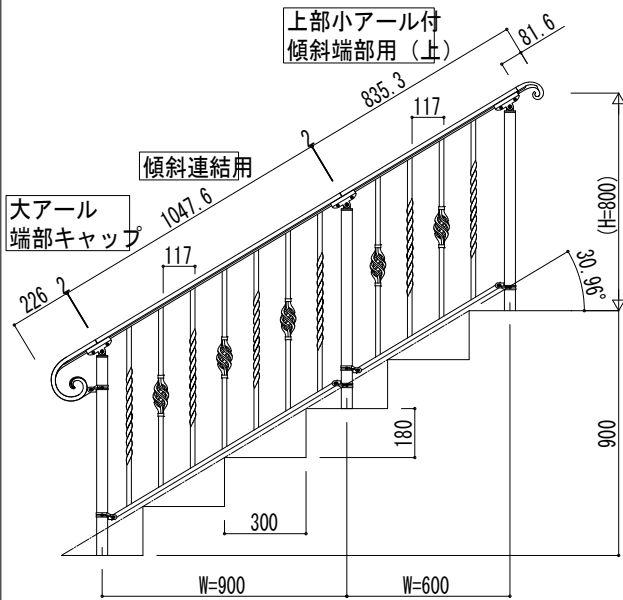 上部小アール付
傾斜端部用（上）
81.6
835.3
117
2
傾斜連結用
1047.6
大アール
端部キャップ
117
226
2
(H=800)
30.96°
180
900
300
W=900
W=600